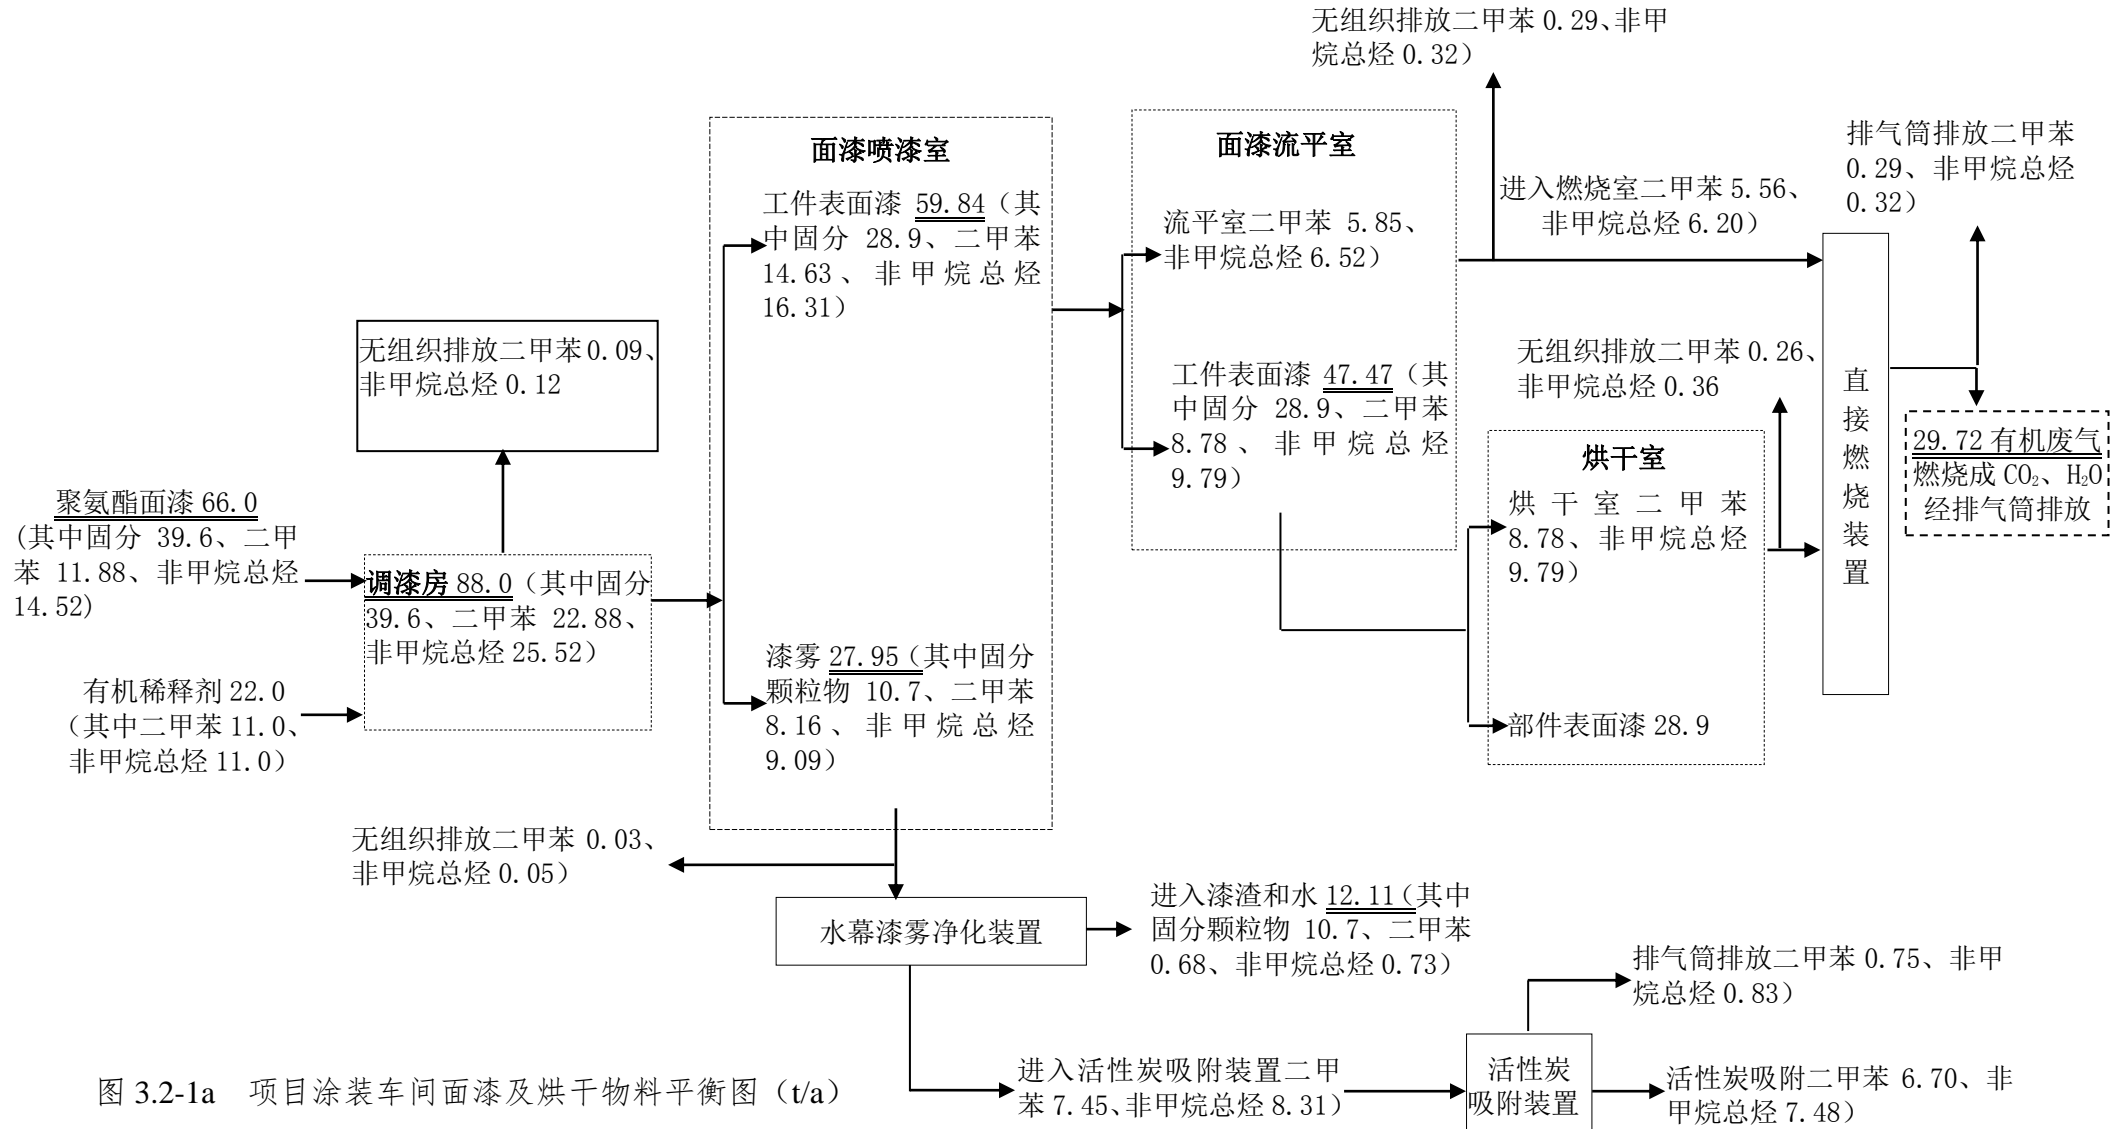 无组织排放二甲苯 0.29、非甲
烷总烃 0.32）
排气筒排放二甲苯
0.29、非甲烷总烃
0.32）
面漆喷漆室
工件表面漆 59.84（其
中固分 28.9、二甲苯
14.63、非甲烷总烃
16.31）
面漆流平室
流平室二甲苯 5.85、
非甲烷总烃 6.52）
进入燃烧室二甲苯 5.56、
非甲烷总烃 6.20）
工件表面漆 47.47（其
中固分 28.9、二甲苯
8.78、非甲烷总烃
9.79）
无组织排放二甲苯 0.09、
非甲烷总烃 0.12
无组织排放二甲苯 0.26、
非甲烷总烃 0.36
直
接
燃
烧
装
置
29.72 有机废气
燃烧成 CO₂、H₂O
经排气筒排放
烘干室
烘干室二甲苯
8.78、非甲烷总烃
9.79）
部件表面漆 28.9
聚氨酯面漆 66.0
(其中固分 39.6、二甲
苯 11.88、非甲烷总烃
14.52)
调漆房 88.0（其中固分
39.6、二甲苯 22.88、
非甲烷总烃 25.52）
有机稀释剂 22.0
（其中二甲苯 11.0、
非甲烷总烃 11.0）
漆雾 27.95（其中固分
颗粒物 10.7、二甲苯
8.16、非甲烷总烃
9.09）
无组织排放二甲苯 0.03、
非甲烷总烃 0.05）
水幕漆雾净化装置
进入漆渣和水 12.11（其中
固分颗粒物 10.7、二甲苯
0.68、非甲烷总烃 0.73）
排气筒排放二甲苯 0.75、非甲
烷总烃 0.83）
进入活性炭吸附装置二甲
苯 7.45、非甲烷总烃 8.31）
活性炭
吸附装置
活性炭吸附二甲苯 6.70、非
甲烷总烃 7.48）
图 3.2-1a 项目涂装车间面漆及烘干物料平衡图（t/a）